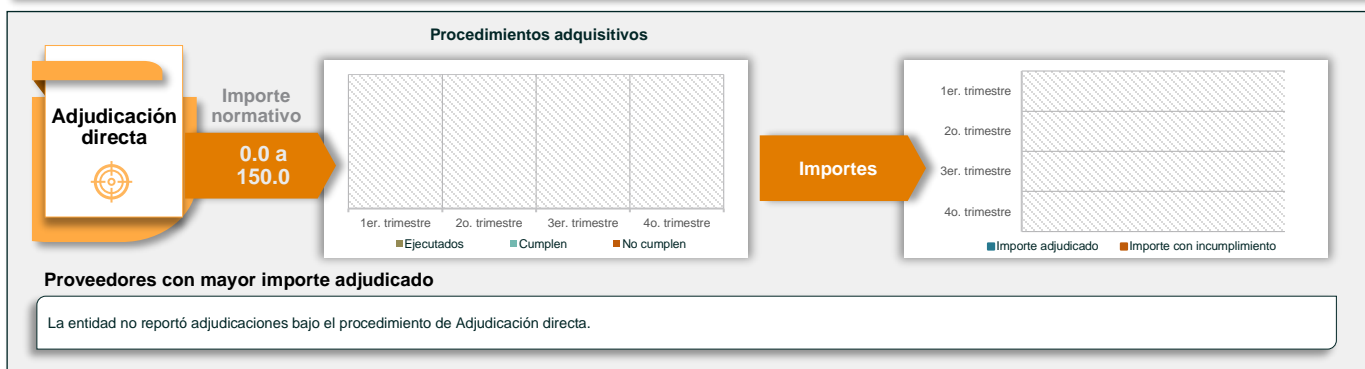 Procedimientos adquisitivos
Adjudicación
directa
Importe
normativo
0.0 a
150.0
1er. trimestre 2o. trimestre 3er. trimestre 4o. trimestre
Ejecutados Cumplen No cumplen
Importes
1er. trimestre
2o. trimestre
3er. trimestre
4o. trimestre
Importe adjudicado Importe con incumplimiento
Proveedores con mayor importe adjudicado
La entidad no reportó adjudicaciones bajo el procedimiento de Adjudicación directa.